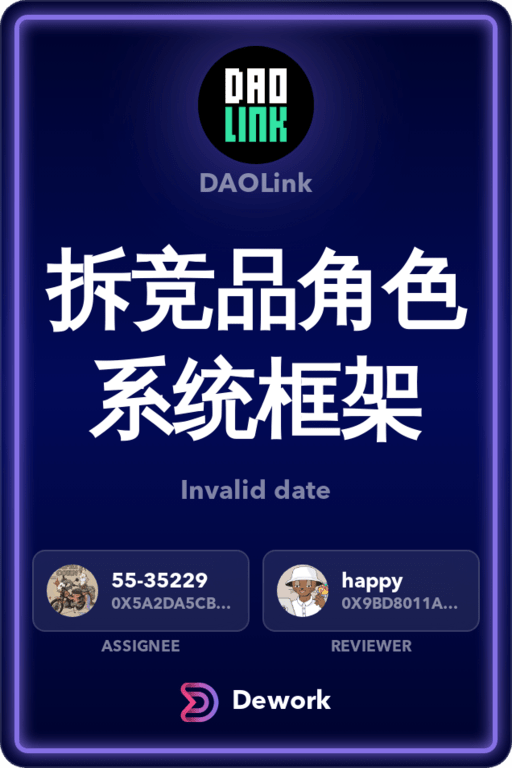 DAO
LINK
DAOLink
拆竞品角色
系统框架
Invalid date
55-35229
0X5A2DA5CB...
ASSIGNEE
happy
0X9BD8011A...
REVIEWER
Dework